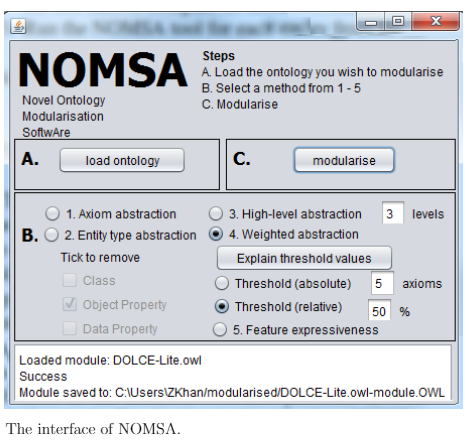 NOMSA
Novel Ontology
Modularisation
SoftwAre
Steps
A. Load the ontology you wish to modularise
B. Select a method from 1 - 5
C. Modularise
A.
load ontology
C.
modularise
B.
1. Axiom abstraction
2. Entity type abstraction
Tick to remove
Class
Object Property
Data Property
3. High-level abstraction 3 levels
4. Weighted abstraction
Explain threshold values
Threshold (absolute) 5 axioms
Threshold (relative) 50 %
5. Feature expressiveness
Loaded module: DOLCE-Lite.owl
Success
Module saved to: C:\Users\ZKhan/modularised/DOLCE-Lite.owl-module.OWL
The interface of NOMSA.